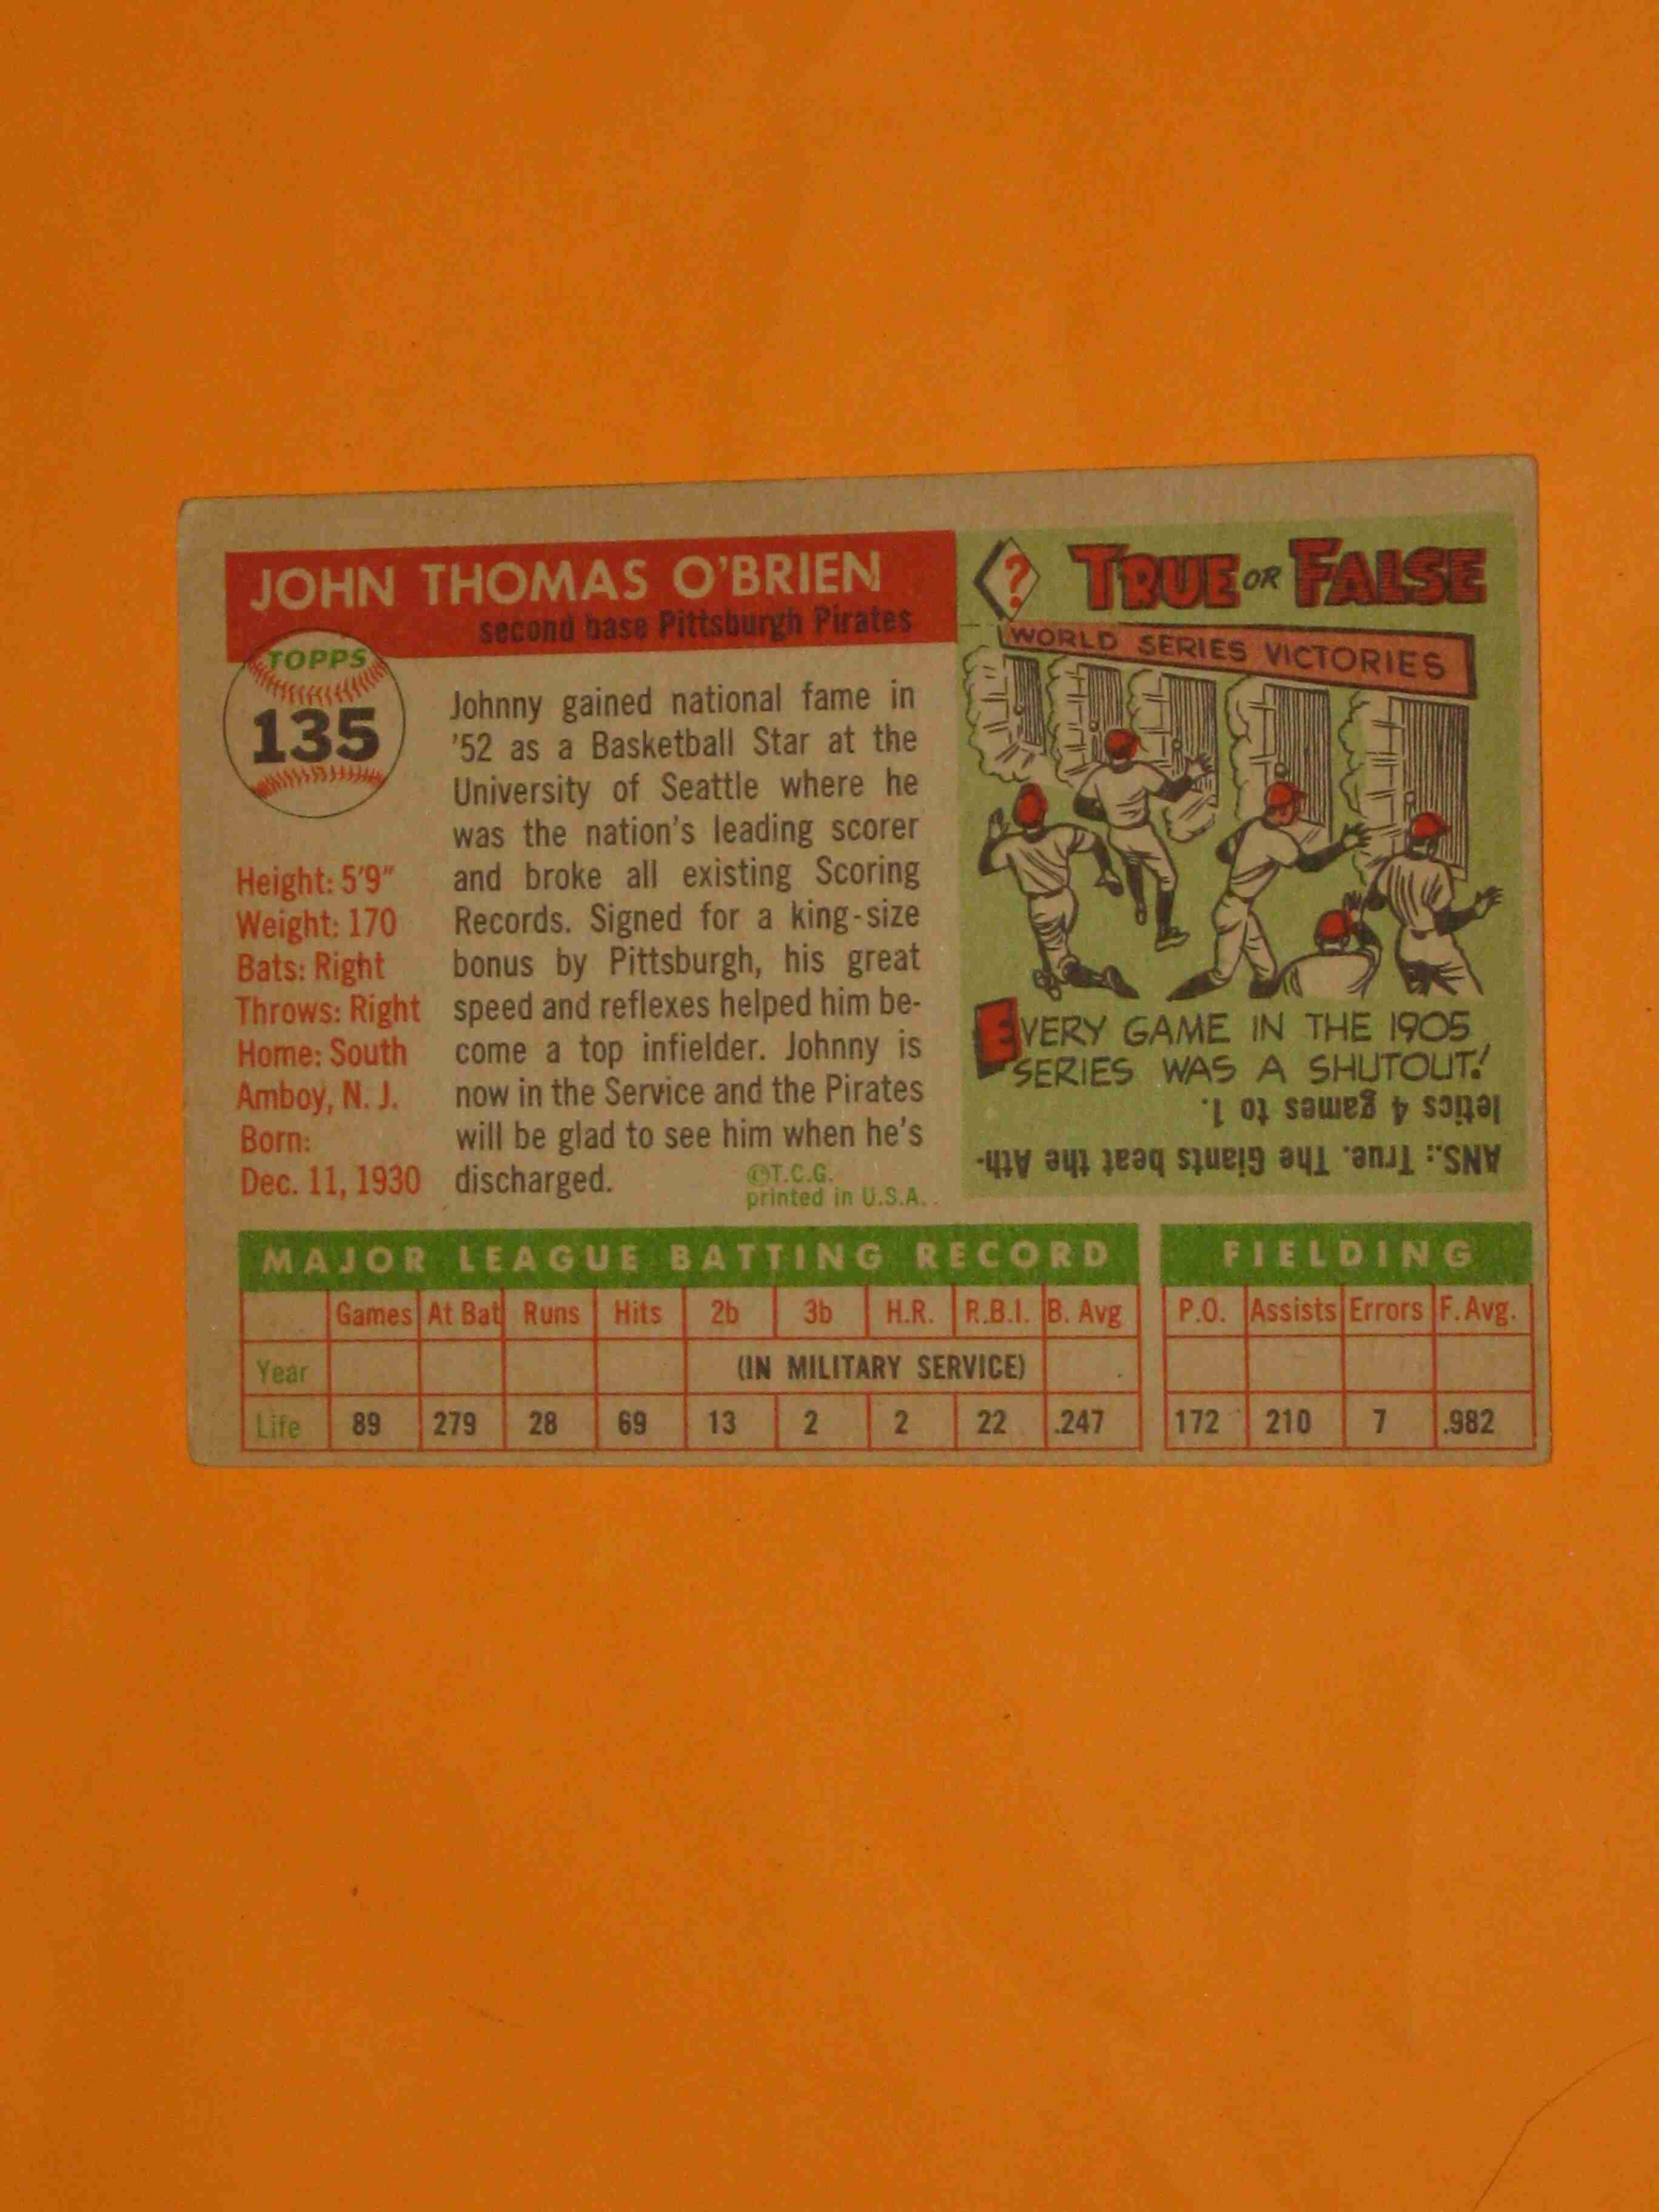 JOHN THOMAS O'BRIEN
second base Pittsburgh Pirates
TOPPS
135
Height: 5'9"
Weight: 170
Bats: Right
Throws: Right
Home: South
Amboy, N. J.
Born:
Dec. 11, 1930
Johnny gained national fame in
'52 as a Basketball Star at the
University of Seattle where he
was the nation's leading scorer
and broke all existing Scoring
Records. Signed for a king-size
bonus by Pittsburgh, his great
speed and reflexes helped him be-
come a top infielder. Johnny is
now in the Service and the Pirates
will be glad to see him when he's
discharged.
©T.C.G.
printed in U.S.A.
? TRUE OR FALSE
WORLD SERIES VICTORIES
EVERY GAME IN THE 1905
SERIES WAS A SHUTOUT!
ANS.: True. The Giants beat the Ath-
letics 4 games to 1.
MAJOR LEAGUE BATTING RECORD
Games At Bat Runs Hits 2b 3b H.R. R.B.I. B. Avg
Year (IN MILITARY SERVICE)
Life 89 279 28 69 13 2 2 22 .247
FIELDING
P.O. Assists Errors F. Avg.
172 210 7 .982